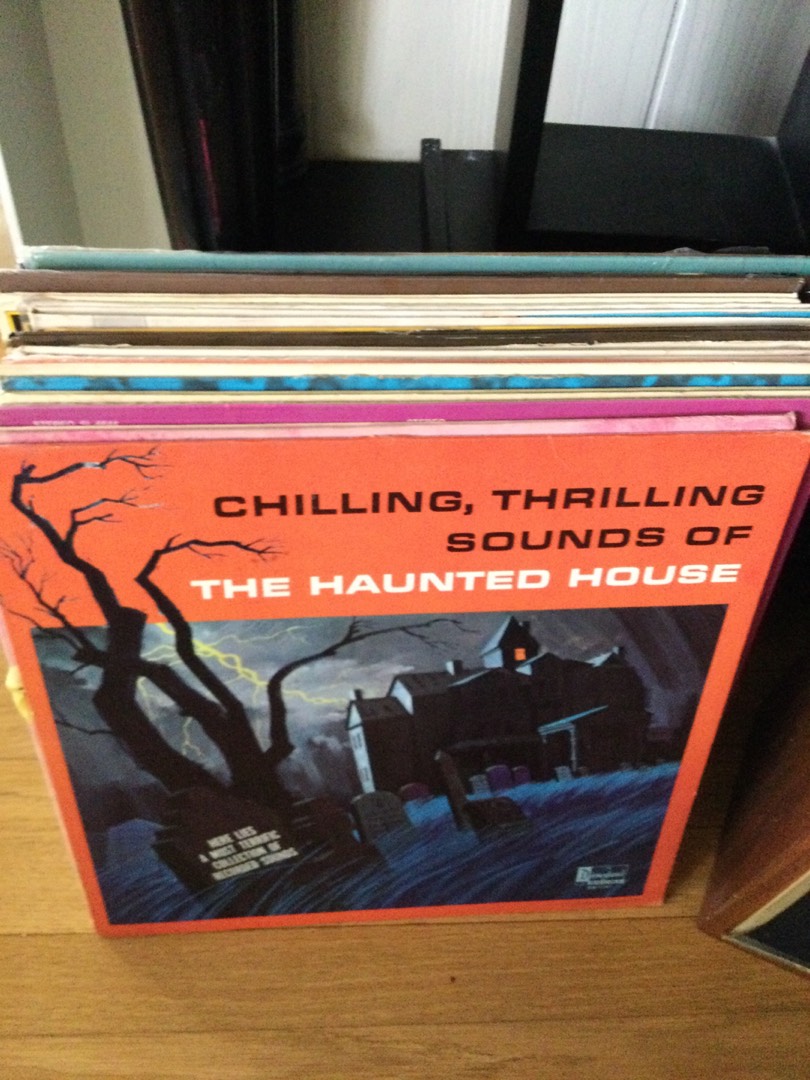 CHILLING, THRILLING
SOUNDS OF
THE HAUNTED HOUSE
HERE LIES
A MOST TERRIFIC
COLLECTION OF
RECORDED SOUNDS